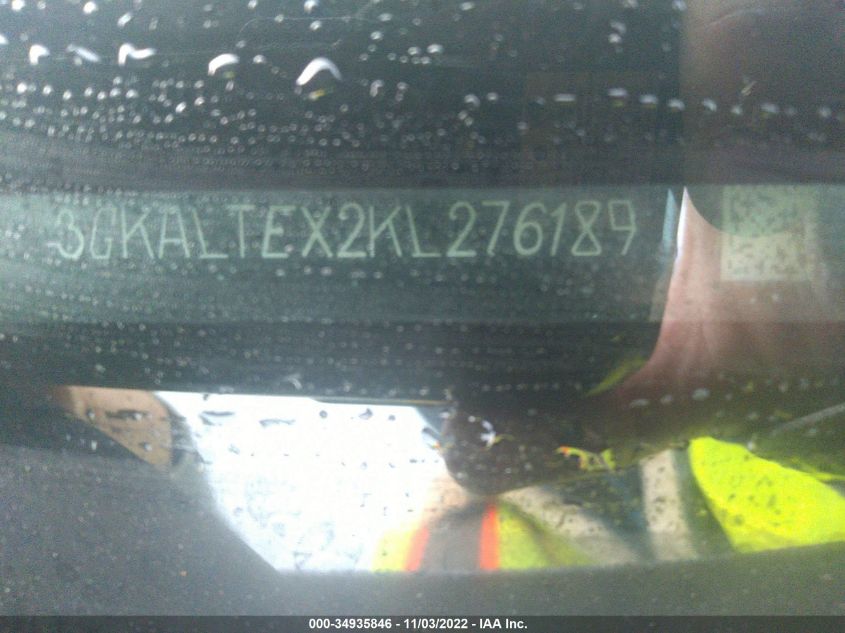 3GKALTEX2KL276189
000-34935846 - 11/03/2022 - IAA Inc.